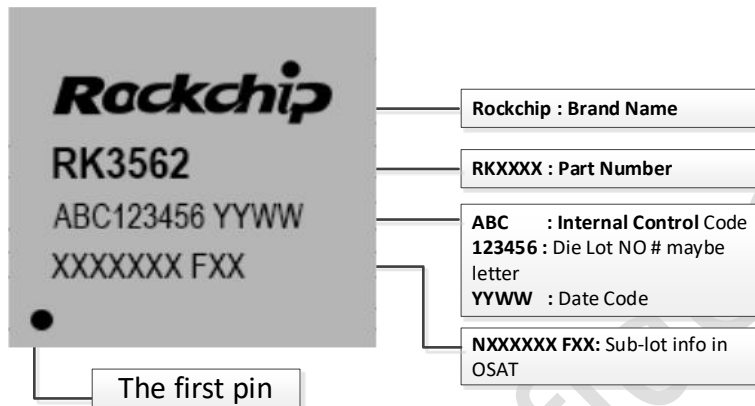 Rockchip
RK3562
ABC123456 YYWW
XXXXXXX FXX
The first pin
Rockchip : Brand Name
RKXXXX : Part Number
ABC : Internal Control Code
123456 : Die Lot NO # maybe
letter
YYWW : Date Code
NXXXXXX FXX: Sub-lot info in
OSAT